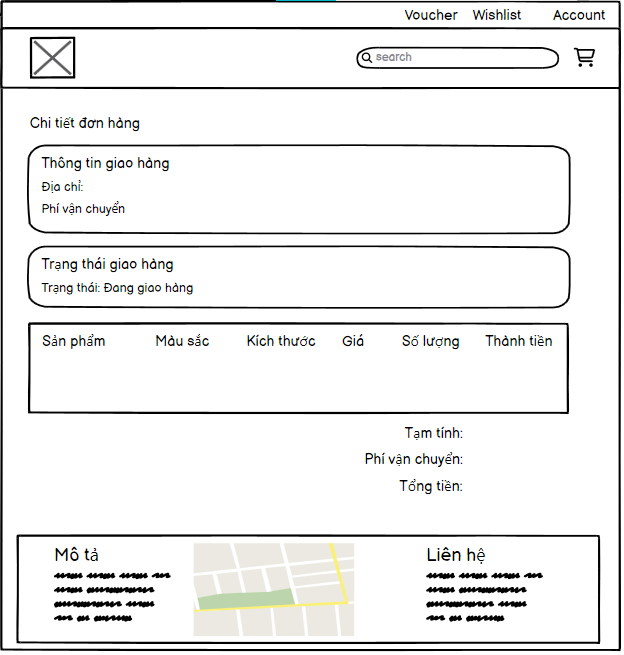 Voucher Wishlist Account
search
Chi tiết đơn hàng
Thông tin giao hàng
Địa chỉ:
Phí vận chuyển
Trạng thái giao hàng
Trạng thái: Đang giao hàng
Sản phẩm Màu sắc Kích thước Giá Số lượng Thành tiền
Tạm tính:
Phí vận chuyển:
Tổng tiền:
Mô tả
Liên hệ